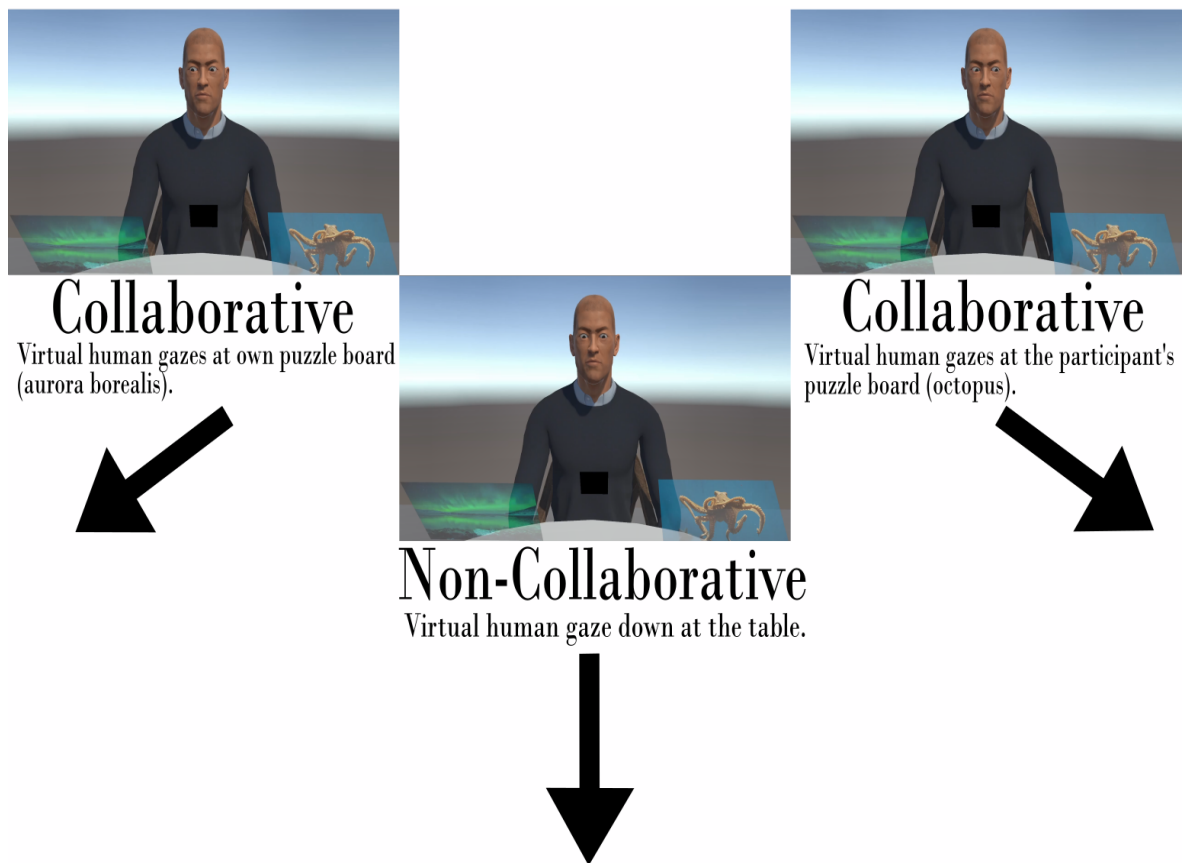 Collaborative
Virtual human gazes at own puzzle board
(aurora borealis).
Collaborative
Virtual human gazes at the participant's
puzzle board (octopus).
Non-Collaborative
Virtual human gaze down at the table.